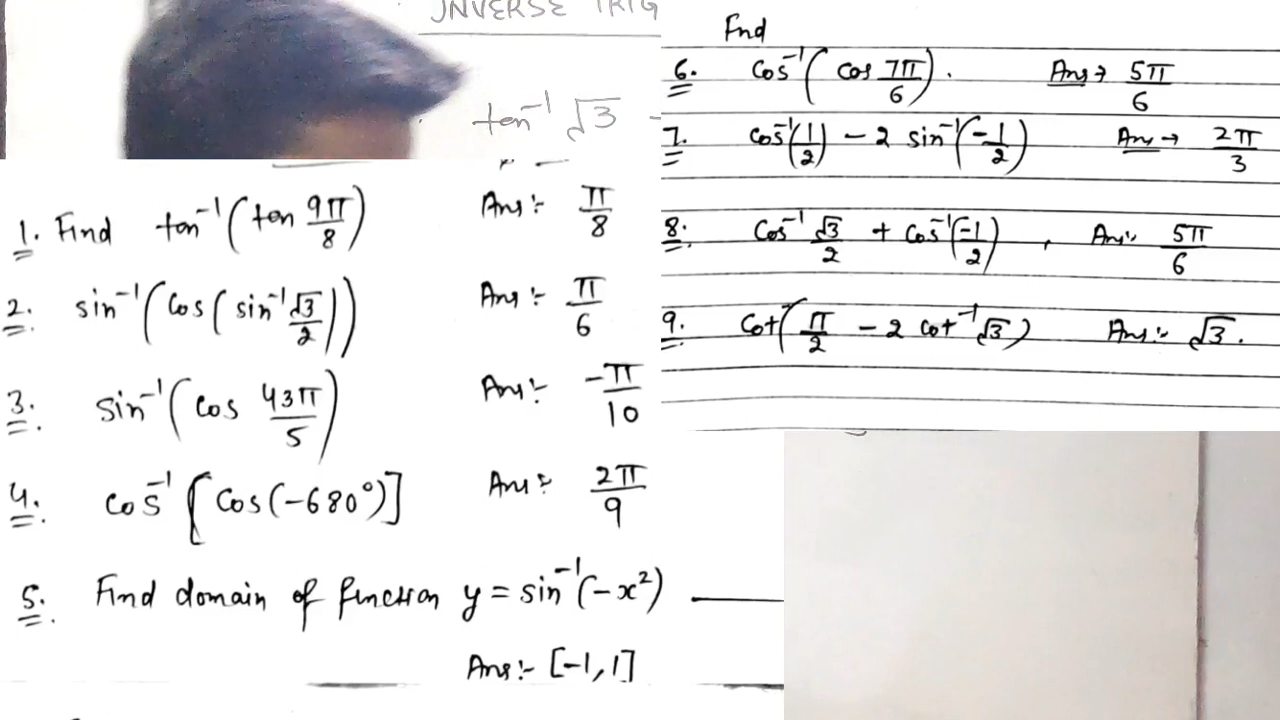 INVERSE TRIG
tan⁻¹ √3 -
1. Find tan⁻¹(tan 9π/8) Ans:- π/8
2. sin⁻¹(cos(sin⁻¹ √3/2)) Ans:- π/6
3. sin⁻¹(cos 43π/5) Ans:- -π/10
4. cos⁻¹[cos(-680°)] Ans:- 2π/9
5. Find domain of function y = sin⁻¹(-x²)
Ans:- [-1,1]
Find
6. cos⁻¹(cos 7π/6). Ans→ 5π/6
7. cos⁻¹(1/2) - 2 sin⁻¹(-1/2) Ans→ 2π/3
8. cos⁻¹ √3/2 + cos⁻¹(-1/2), Ans:- 5π/6
9. cot(π/2 - 2 cot⁻¹√3) Ans:- √3.